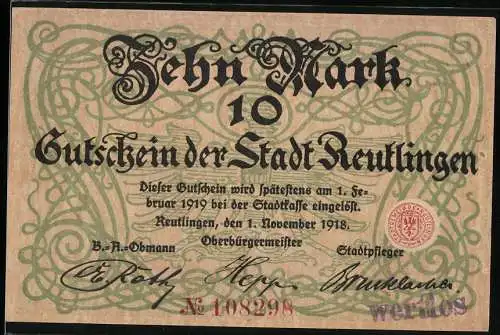 Zehn Mark
10
Gutschein der Stadt Reutlingen
Dieser Gutschein wird spätestens am 1. Fe-
bruar 1919 bei der Stadtkasse eingelöst.
Reutlingen, den 1. November 1918.
B.-A.-Obmann Oberbürgermeister Stadtpfleger
Hepp
№ 108298
wertlos